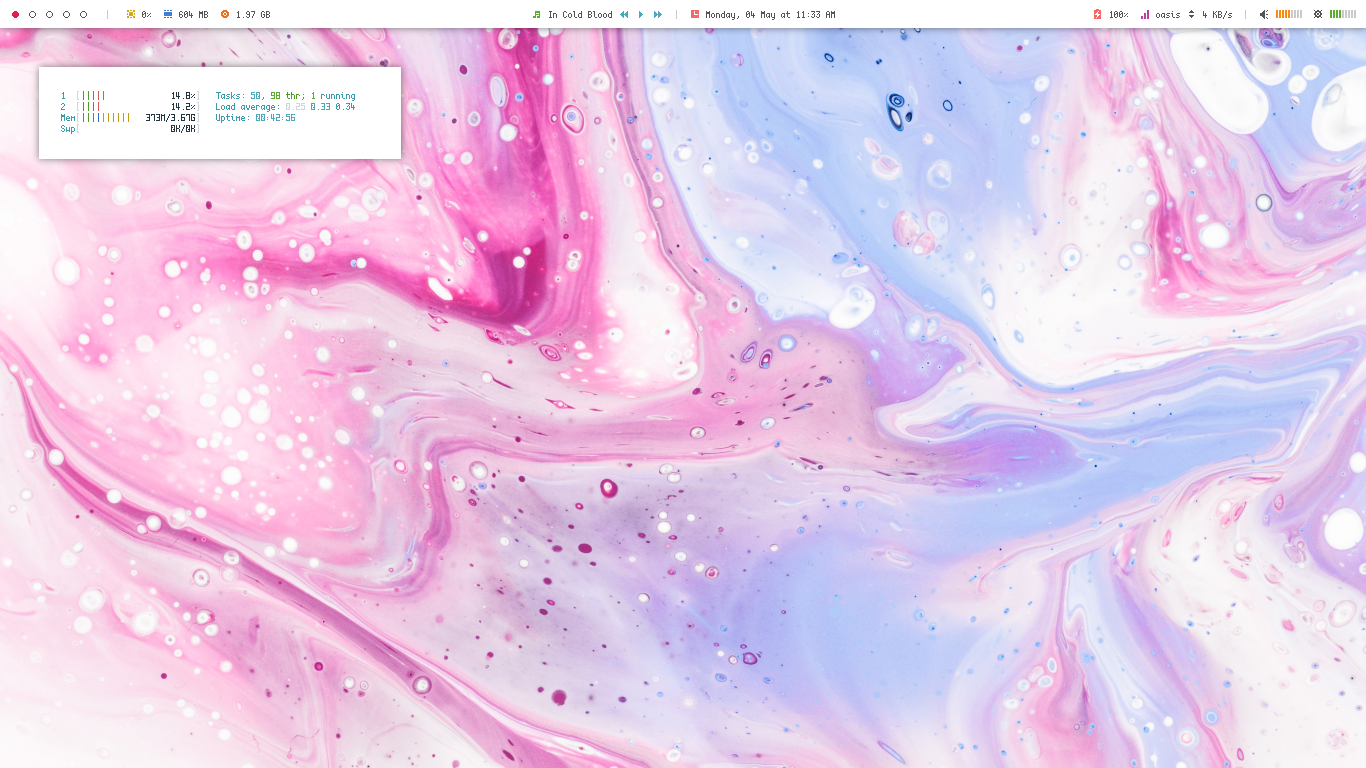 0% 604 MB 1.97 GB In Cold Blood Monday, 04 May at 11:33 AM 100% oasis 4 KB/s
1 [||||| 14.8%] Tasks: 50, 98 thr; 1 running
2 [|||| 14.2%] Load average: 0.25 0.33 0.34
Mem[|||||||||| 373M/3.67G] Uptime: 00:42:56
Swp[ 0K/0K]